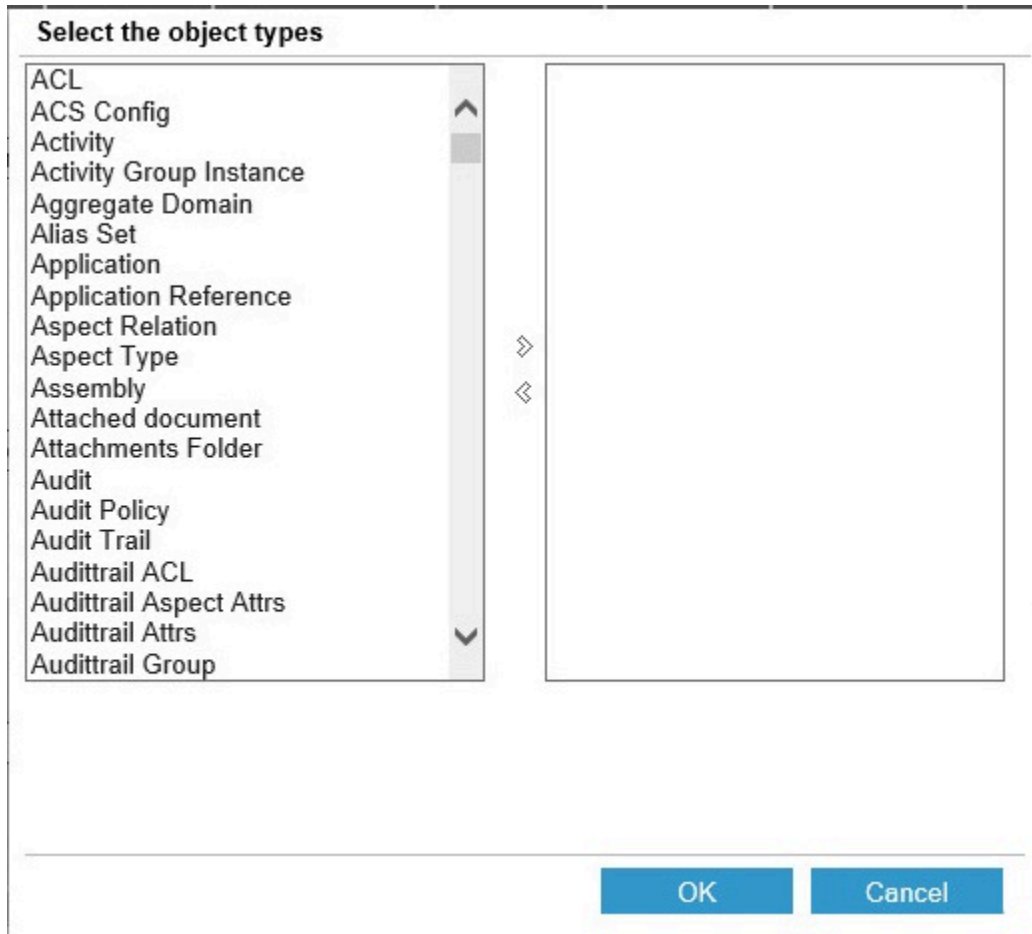 Select the object types
ACL
ACS Config
Activity
Activity Group Instance
Aggregate Domain
Alias Set
Application
Application Reference
Aspect Relation
Aspect Type
Assembly
Attached document
Attachments Folder
Audit
Audit Policy
Audit Trail
Audittrail ACL
Audittrail Aspect Attrs
Audittrail Attrs
Audittrail Group
OK
Cancel